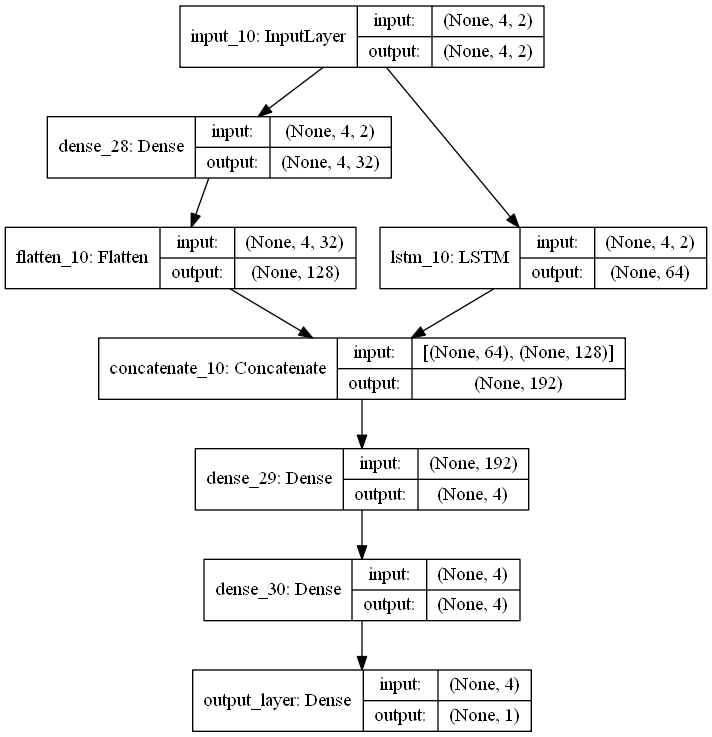 input_10: InputLayer
input: (None, 4, 2)
output: (None, 4, 2)
dense_28: Dense
input: (None, 4, 2)
output: (None, 4, 32)
flatten_10: Flatten
input: (None, 4, 32)
output: (None, 128)
lstm_10: LSTM
input: (None, 4, 2)
output: (None, 64)
concatenate_10: Concatenate
input: [(None, 64), (None, 128)]
output: (None, 192)
dense_29: Dense
input: (None, 192)
output: (None, 4)
dense_30: Dense
input: (None, 4)
output: (None, 4)
output_layer: Dense
input: (None, 4)
output: (None, 1)